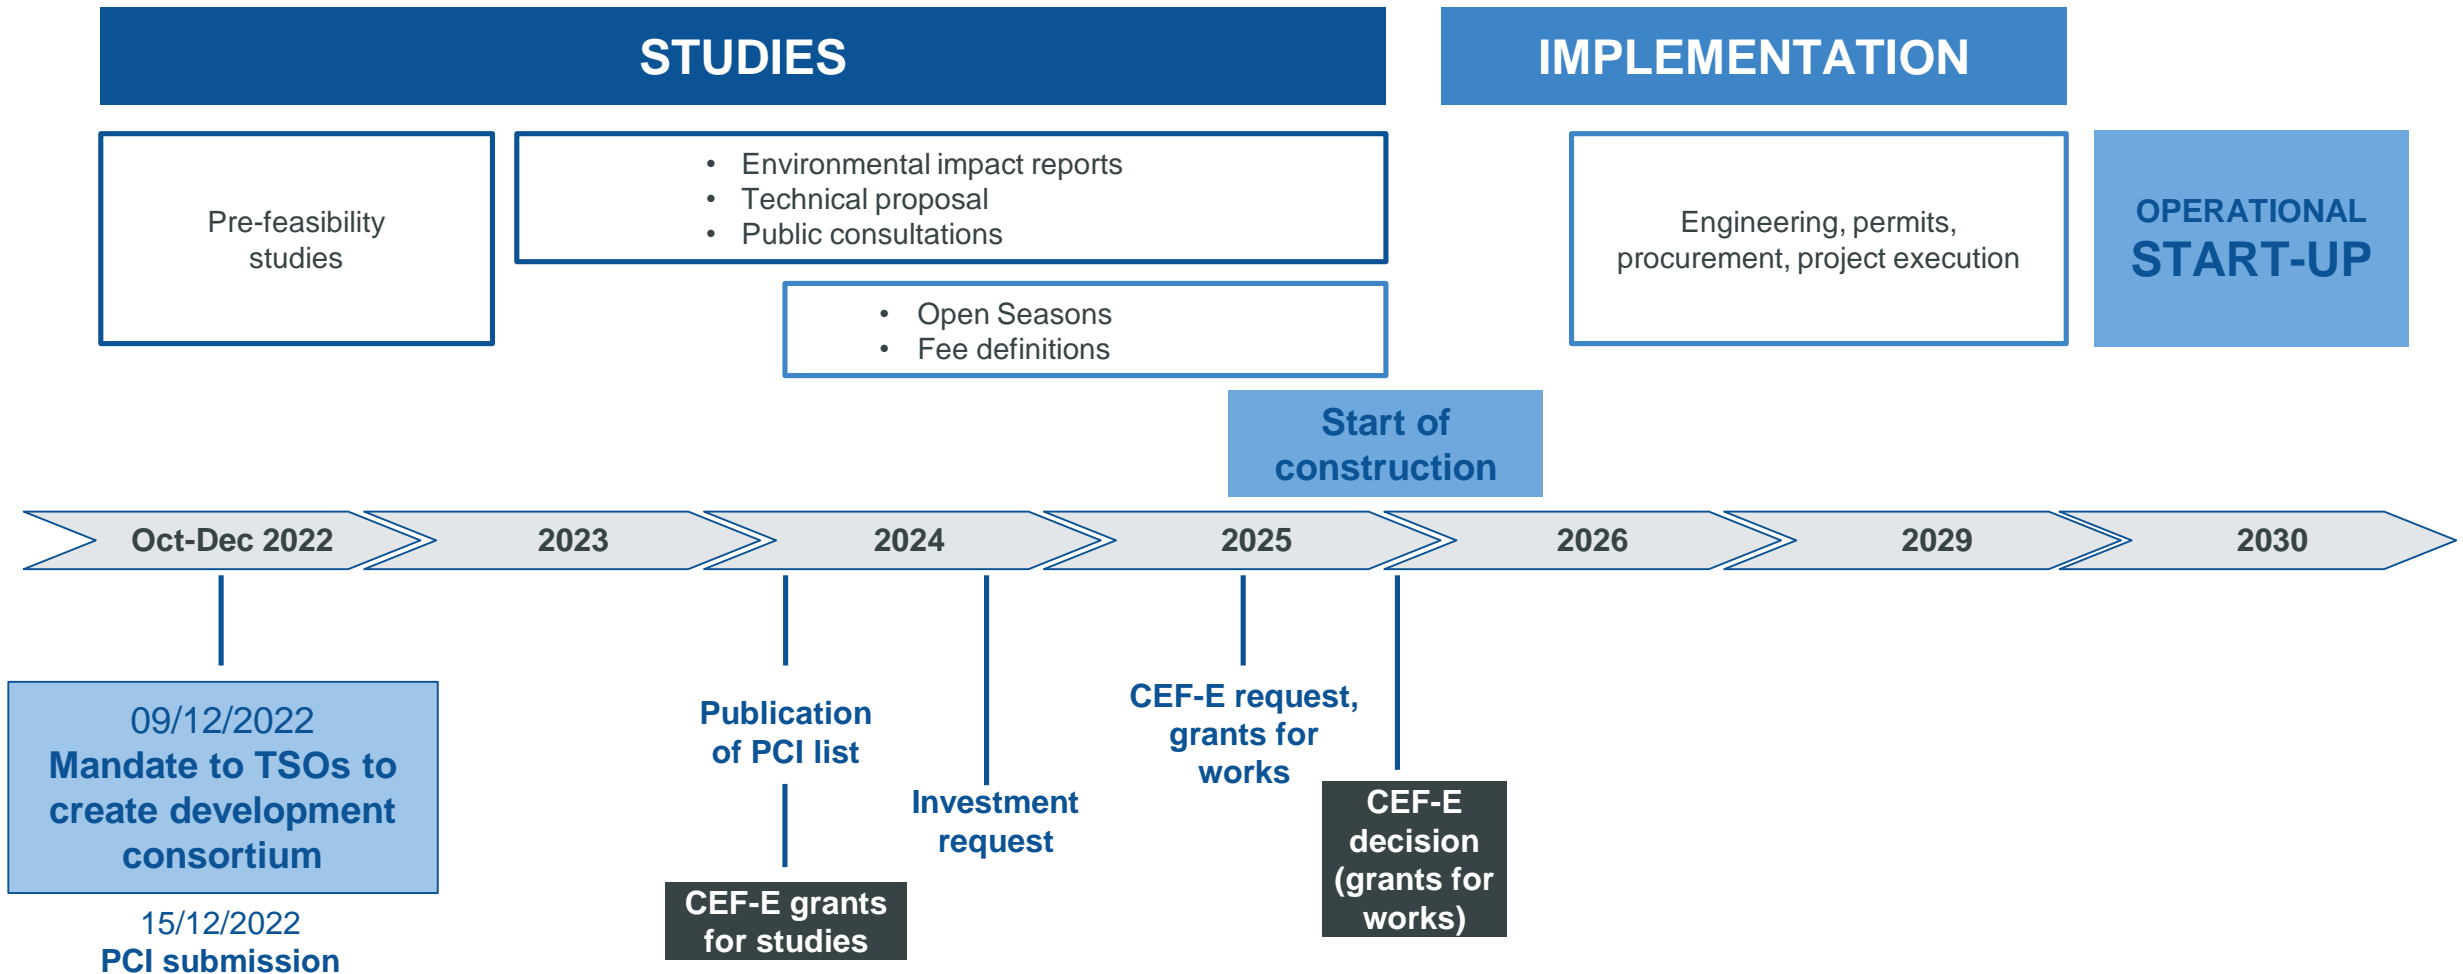 STUDIES
IMPLEMENTATION
Pre-feasibility
studies
• Environmental impact reports
• Technical proposal
• Public consultations
• Open Seasons
• Fee definitions
Engineering, permits,
procurement, project execution
OPERATIONAL
START-UP
Start of
construction
Oct-Dec 2022
2023
2024
2025
2026
2029
2030
09/12/2022
Mandate to TSOs to
create development
consortium
15/12/2022
PCI submission
Publication
of PCI list
CEF-E grants
for studies
Investment
request
CEF-E request,
grants for
works
CEF-E
decision
(grants for
works)